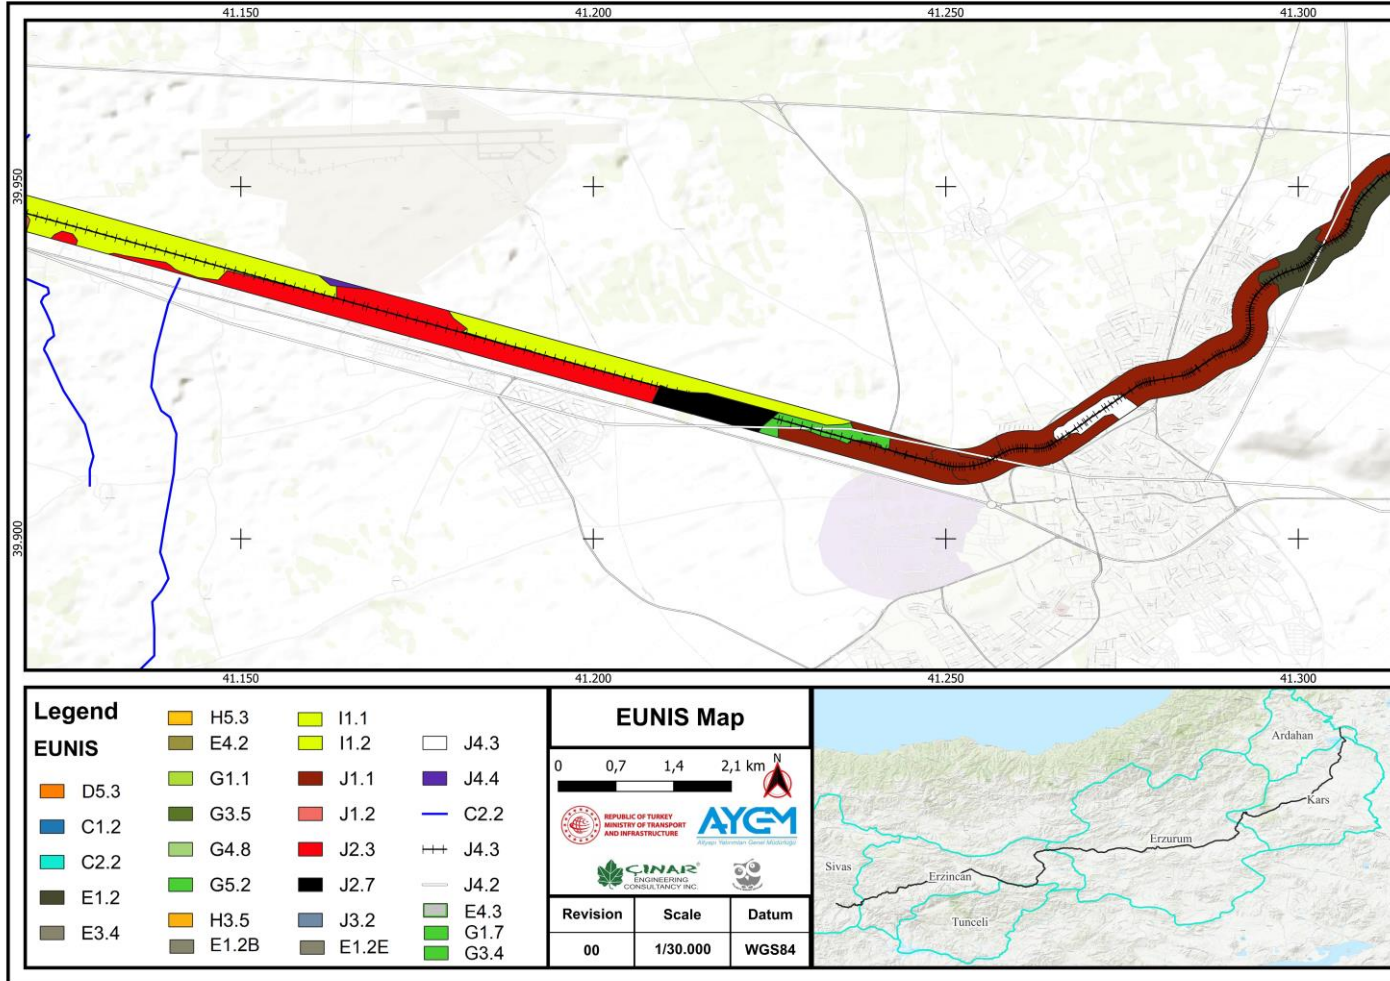 41.150 41.200 41.250 41.300
39.950
39.900
41.150 41.200 41.250 41.300
Legend
EUNIS
D5.3
C1.2
C2.2
E1.2
E3.4
H5.3
E4.2
G1.1
G3.5
G4.8
G5.2
H3.5
E1.2B
I1.1
I1.2
J1.1
J1.2
J2.3
J2.7
J3.2
E1.2E
J4.3
J4.4
C2.2
J4.3
J4.2
E4.3
G1.7
G3.4
EUNIS Map
0 0,7 1,4 2,1 km
N
REPUBLIC OF TURKEY
MINISTRY OF TRANSPORT
AND INFRASTRUCTURE
AYGM
Altyapı Yatırımları Genel Müdürlüğü
ÇINAR
ENGINEERING
CONSULTANCY INC.
Revision Scale Datum
00 1/30.000 WGS84
Ardahan
Kars
Erzurum
Sivas
Erzincan
Tunceli